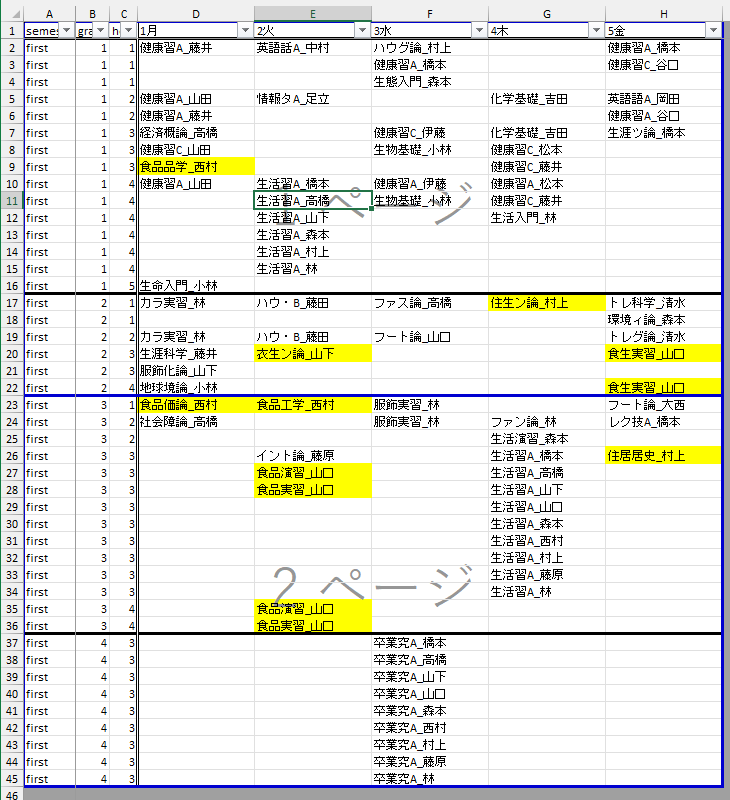 A B C D E F G H
1 semes gra h 1月 2火 3水 4木 5金
2 first 1 1 健康習A_藤井 英語話A_中村 ハウグ論_村上 健康習A_橋本
3 first 1 1 健康習A_橋本 健康習C_谷口
4 first 1 1 生態入門_森本
5 first 1 2 健康習A_山田 情報タA_足立 化学基礎_吉田 英語語A_岡田
6 first 1 2 健康習A_藤井 健康習A_谷口
7 first 1 3 経済概論_高橋 健康習C_伊藤 化学基礎_吉田 生涯ツ論_橋本
8 first 1 3 健康習C_山田 生物基礎_小林 健康習C_松本
9 first 1 3 食品品学_西村 健康習C_藤井
10 first 1 4 健康習A_山田 生活習A_橋本 健康習A_伊藤 健康習A_松本
11 first 1 4 生活習A_高橋 生物基礎_小林 健康習C_藤井
12 first 1 4 生活習A_山下 生活入門_林
13 first 1 4 生活習A_森本
14 first 1 4 生活習A_村上
15 first 1 4 生活習A_林
16 first 1 5 生命入門_小林
17 first 2 1 カラ実習_林 ハウ・B_藤田 ファス論_高橋 住生ン論_村上 トレ科学_清水
18 first 2 1 環境ィ論_森本
19 first 2 2 カラ実習_林 ハウ・B_藤田 フート論_山口 トレグ論_清水
20 first 2 3 生涯科学_藤井 衣生ン論_山下 食生実習_山口
21 first 2 3 服飾化論_山下
22 first 2 4 地球境論_小林 食生実習_山口
23 first 3 1 食品価論_西村 食品工学_西村 服飾実習_林 フート論_大西
24 first 3 2 社会障論_高橋 服飾実習_林 ファン論_林 レク技A_橋本
25 first 3 2 生活演習_森本
26 first 3 3 イント論_藤原 生活習A_橋本 住居居史_村上
27 first 3 3 食品演習_山口 生活習A_高橋
28 first 3 3 食品実習_山口 生活習A_山下
29 first 3 3 生活習A_山口
30 first 3 3 生活習A_森本
31 first 3 3 生活習A_西村
32 first 3 3 生活習A_村上
33 first 3 3 生活習A_藤原
34 first 3 3 生活習A_林
2 ページ
35 first 3 4 食品演習_山口
36 first 3 4 食品実習_山口
37 first 4 3 卒業究A_橋本
38 first 4 3 卒業究A_高橋
39 first 4 3 卒業究A_山下
40 first 4 3 卒業究A_山口
41 first 4 3 卒業究A_森本
42 first 4 3 卒業究A_西村
43 first 4 3 卒業究A_村上
44 first 4 3 卒業究A_藤原
45 first 4 3 卒業究A_林
46